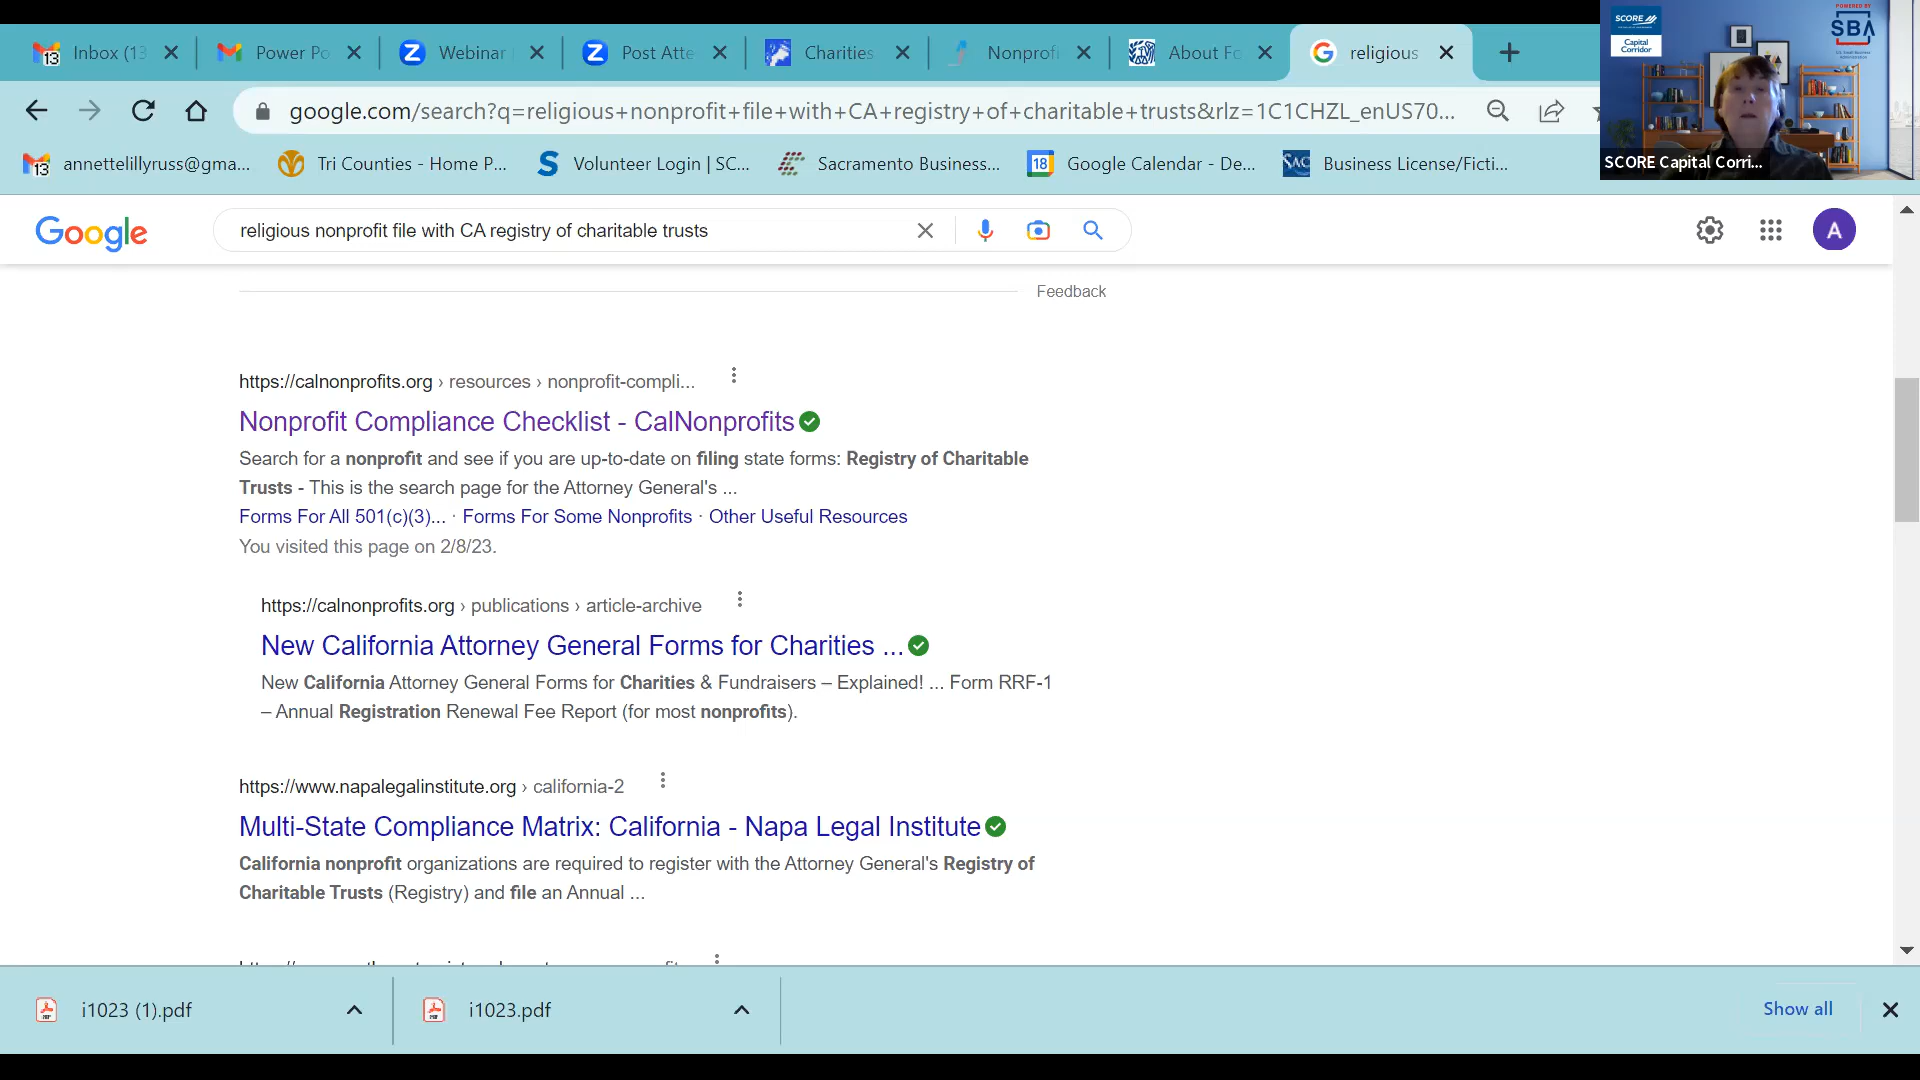 Inbox (13
Power Po
Webinar
Post Atte
Charities
Nonprofi
About Fo
religious
google.com/search?q=religious+nonprofit+file+with+CA+registry+of+charitable+trusts&rlz=1C1CHZL_enUS70...
annettelillyruss@gma...
Tri Counties - Home P...
Volunteer Login | SC...
Sacramento Business...
18
Google Calendar - De...
SAC
Business License/Ficti...
SCORE
Capital
Corridor
POWERED BY
SBA
SCORE Capital Corri...
Google
religious nonprofit file with CA registry of charitable trusts
A
Feedback
https://calnonprofits.org › resources › nonprofit-compli...
Nonprofit Compliance Checklist - CalNonprofits
Search for a nonprofit and see if you are up-to-date on filing state forms: Registry of Charitable
Trusts - This is the search page for the Attorney General's ...
Forms For All 501(c)(3)... · Forms For Some Nonprofits · Other Useful Resources
You visited this page on 2/8/23.
https://calnonprofits.org › publications › article-archive
New California Attorney General Forms for Charities ...
New California Attorney General Forms for Charities & Fundraisers – Explained! ... Form RRF-1
– Annual Registration Renewal Fee Report (for most nonprofits).
https://www.napalegalinstitute.org › california-2
Multi-State Compliance Matrix: California - Napa Legal Institute
California nonprofit organizations are required to register with the Attorney General's Registry of
Charitable Trusts (Registry) and file an Annual ...
i1023 (1).pdf
i1023.pdf
Show all